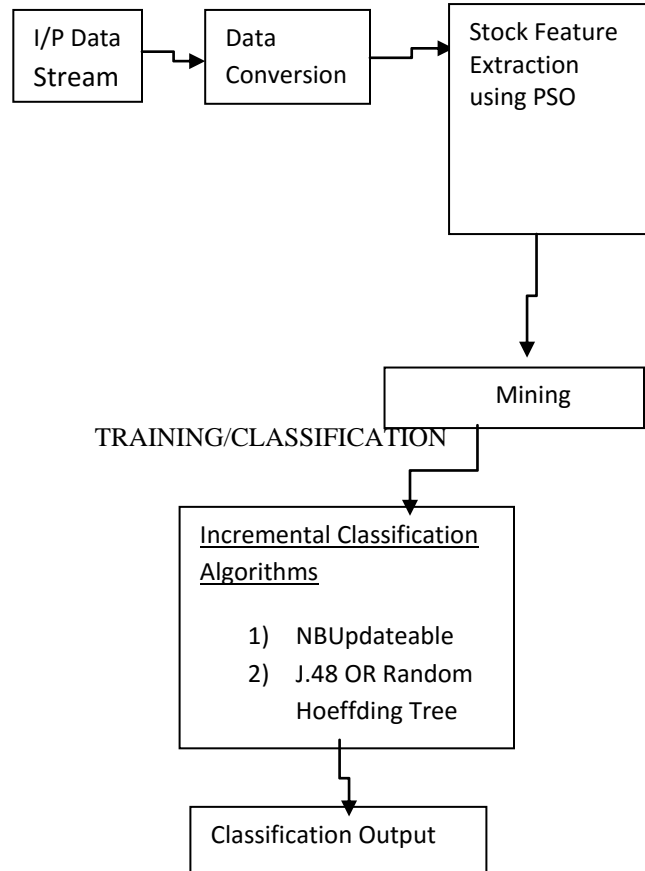 I/P Data
Stream
Data
Conversion
Stock Feature
Extraction
using PSO
Mining
TRAINING/CLASSIFICATION
Incremental Classification
Algorithms
1) NBUpdateable
2) J.48 OR Random
Hoeffding Tree
Classification Output